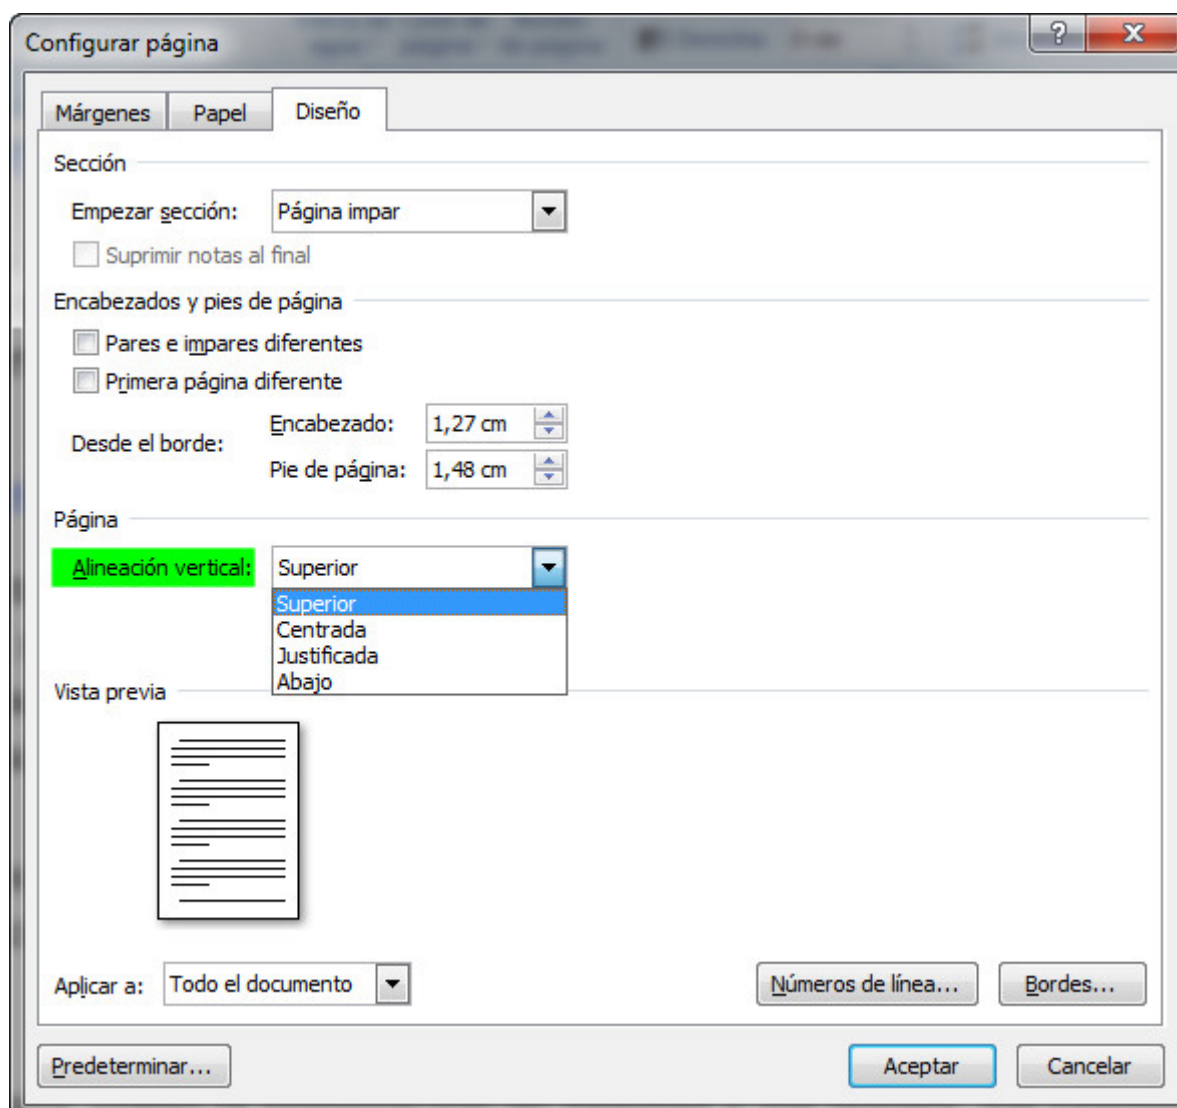 Configurar página
Márgenes Papel Diseño
Sección
Empezar sección: Página impar
Suprimir notas al final
Encabezados y pies de página
Pares e impares diferentes
Primera página diferente
Desde el borde:
Encabezado: 1,27 cm
Pie de página: 1,48 cm
Página
Alineación vertical: Superior
Superior
Centrada
Justificada
Abajo
Vista previa
Aplicar a: Todo el documento Números de línea... Bordes...
Predeterminar... Aceptar Cancelar